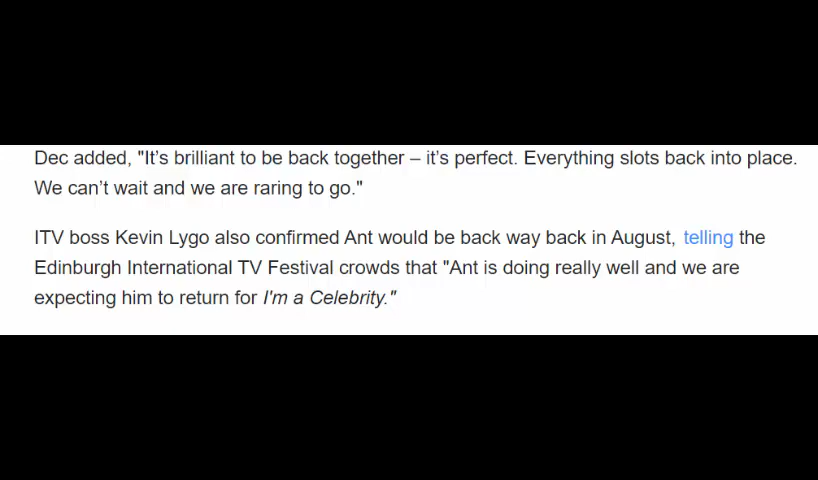 Dec added, "It’s brilliant to be back together – it’s perfect. Everything slots back into place.
We can’t wait and we are raring to go."
ITV boss Kevin Lygo also confirmed Ant would be back way back in August, telling the
Edinburgh International TV Festival crowds that "Ant is doing really well and we are
expecting him to return for I'm a Celebrity."